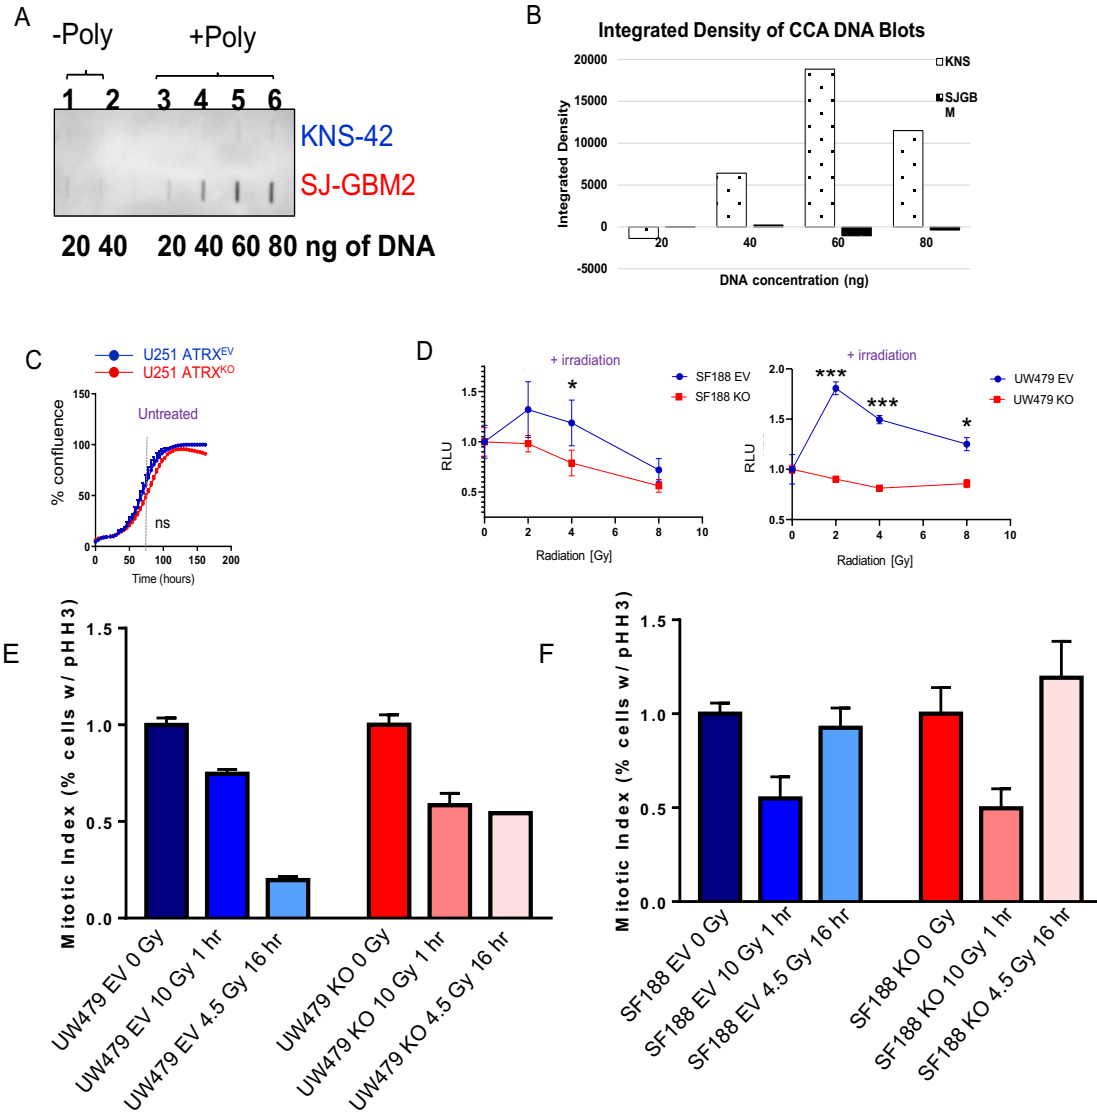 A
-Poly +Poly
1 2 3 4 5 6
KNS-42
SJ-GBM2
20 40 20 40 60 80 ng of DNA
B
Integrated Density of CCA DNA Blots
20000
15000
10000
5000
0
-5000
Integrated Density
20 40 60 80
DNA concentration (ng)
KNS
SJGB
M
C
U251 ATRXEV
U251 ATRXKO
Untreated
% confluence
150
100
50
0
ns
0 50 100 150 200
Time (hours)
D
+ irradiation
SF188 EV
SF188 KO
RLU
1.5
1.0
0.5
*
0 2 4 6 8 10
Radiation [Gy]
+ irradiation
UW479 EV
UW479 KO
RLU
2.0
1.5
1.0
0.5
*** *** *
0 2 4 6 8 10
Radiation [Gy]
E
Mitotic Index (% cells w/ pHH3)
1.5
1.0
0.5
0.0
UW479 EV 0 Gy
UW479 EV 10 Gy 1 hr
UW479 EV 4.5 Gy 16 hr
UW479 KO 0 Gy
UW479 KO 10 Gy 1 hr
UW479 KO 4.5 Gy 16 hr
F
Mitotic Index (% cells w/ pHH3)
1.5
1.0
0.5
0.0
SF188 EV 0 Gy
SF188 EV 10 Gy 1 hr
SF188 EV 4.5 Gy 16 hr
SF188 KO 0 Gy
SF188 KO 10 Gy 1 hr
SF188 KO 4.5 Gy 16 hr